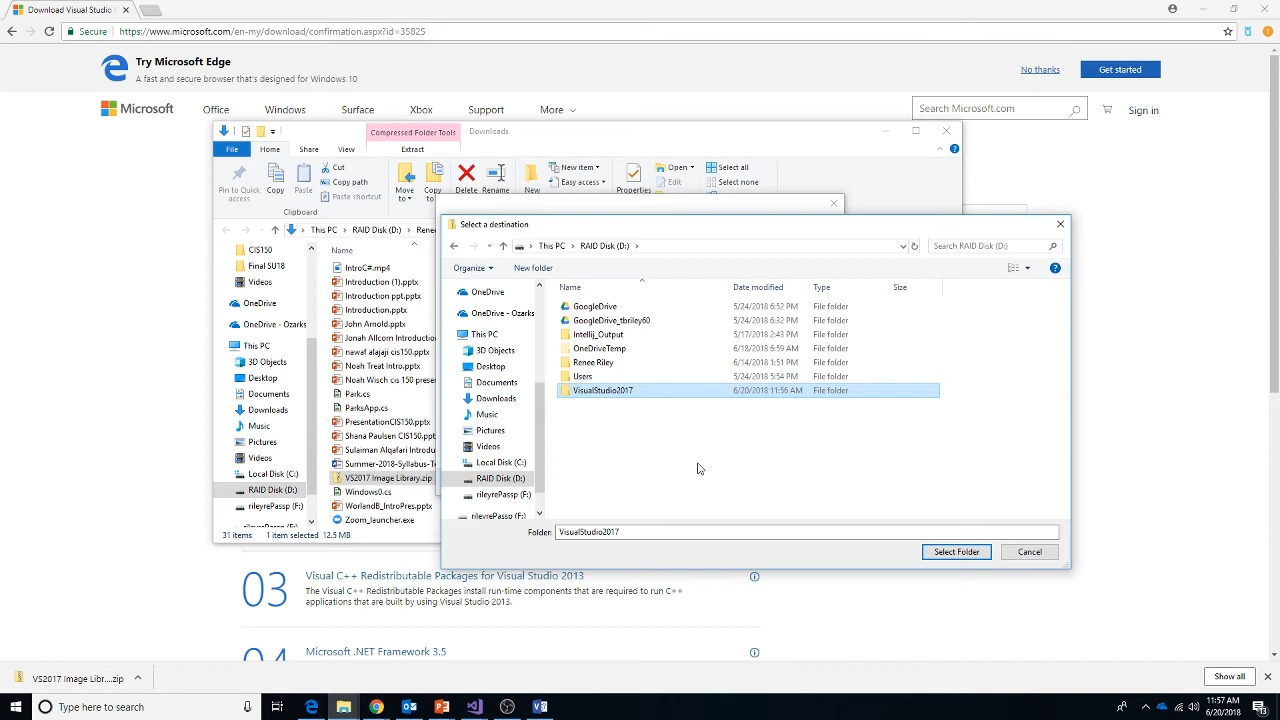 Download Visual Studio
Secure
https://www.microsoft.com/en-my/download/confirmation.aspx?id=35825
Try Microsoft Edge
A fast and secure browser that's designed for Windows 10
No thanks
Get started
Microsoft
Office
Windows
Surface
Xbox
Support
More
Search Microsoft.com
Sign in
Compressed Folder Tools
Downloads
File
Home
Share
View
Extract
Pin to Quick access
Copy
Paste
Cut
Copy path
Paste shortcut
Clipboard
Move to
Copy
Delete
Rename
New
New item
Easy access
Properties
Open
Edit
Select all
Select none
This PC
RAID Disk (D:)
CIS150
Final SU18
Videos
OneDrive
OneDrive - Ozarks
This PC
3D Objects
Desktop
Documents
Downloads
Music
Pictures
Videos
Local Disk (C:)
RAID Disk (D:)
rileyrePassp (F:)
Name
IntroC#.mp4
Introduction (1).pptx
Introduction ppt.pptx
Introduction.pptx
John Arnold.pptx
Jonah Allcorn Introduction
nawaf alajaji cis150.pptx
Noah Treat Intro.pptx
Noah Wisch cis 150 prese
Park.cs
ParksApp.cs
PresentationCIS150.pptx
Shana Paulsen CIS150.pptx
Sulaiman Alqafari Introduct
Summer-2018-Syllabus-Te
VS2017 Image Library.zip
Windows0.cs
WorlandB_IntroPres.pptx
Zoom_launcher.exe
31 items
1 item selected 12.5 MB
Select a destination
This PC
RAID Disk (D:)
Search RAID Disk (D:)
Organize
New folder
OneDrive
OneDrive - Ozarks
This PC
3D Objects
Desktop
Documents
Downloads
Music
Pictures
Videos
Local Disk (C:)
RAID Disk (D:)
rileyrePassp (F:)
rileyrePassp (F:)
Name
Date modified
Type
Size
GoogleDrive 5/24/2018 6:52 PM File folder
GoogleDrive_tbriley60 5/24/2018 6:32 PM File folder
Intellij_Output 5/17/2018 2:43 PM File folder
OneDriveTemp 6/18/2018 6:59 AM File folder
Renee Riley 6/14/2018 1:51 PM File folder
Users 5/24/2018 5:54 PM File folder
VisualStudio2017 6/20/2018 11:56 AM File folder
Folder: VisualStudio2017
Select Folder
Cancel
03
Visual C++ Redistributable Packages for Visual Studio 2013
The Visual C++ Redistributable Packages install run-time components that are required to run C++
applications that are built by using Visual Studio 2013.
04
Microsoft .NET Framework 3.5
VS2017 Image Libr....zip
Show all
Type here to search
11:57 AM
6/20/2018
13